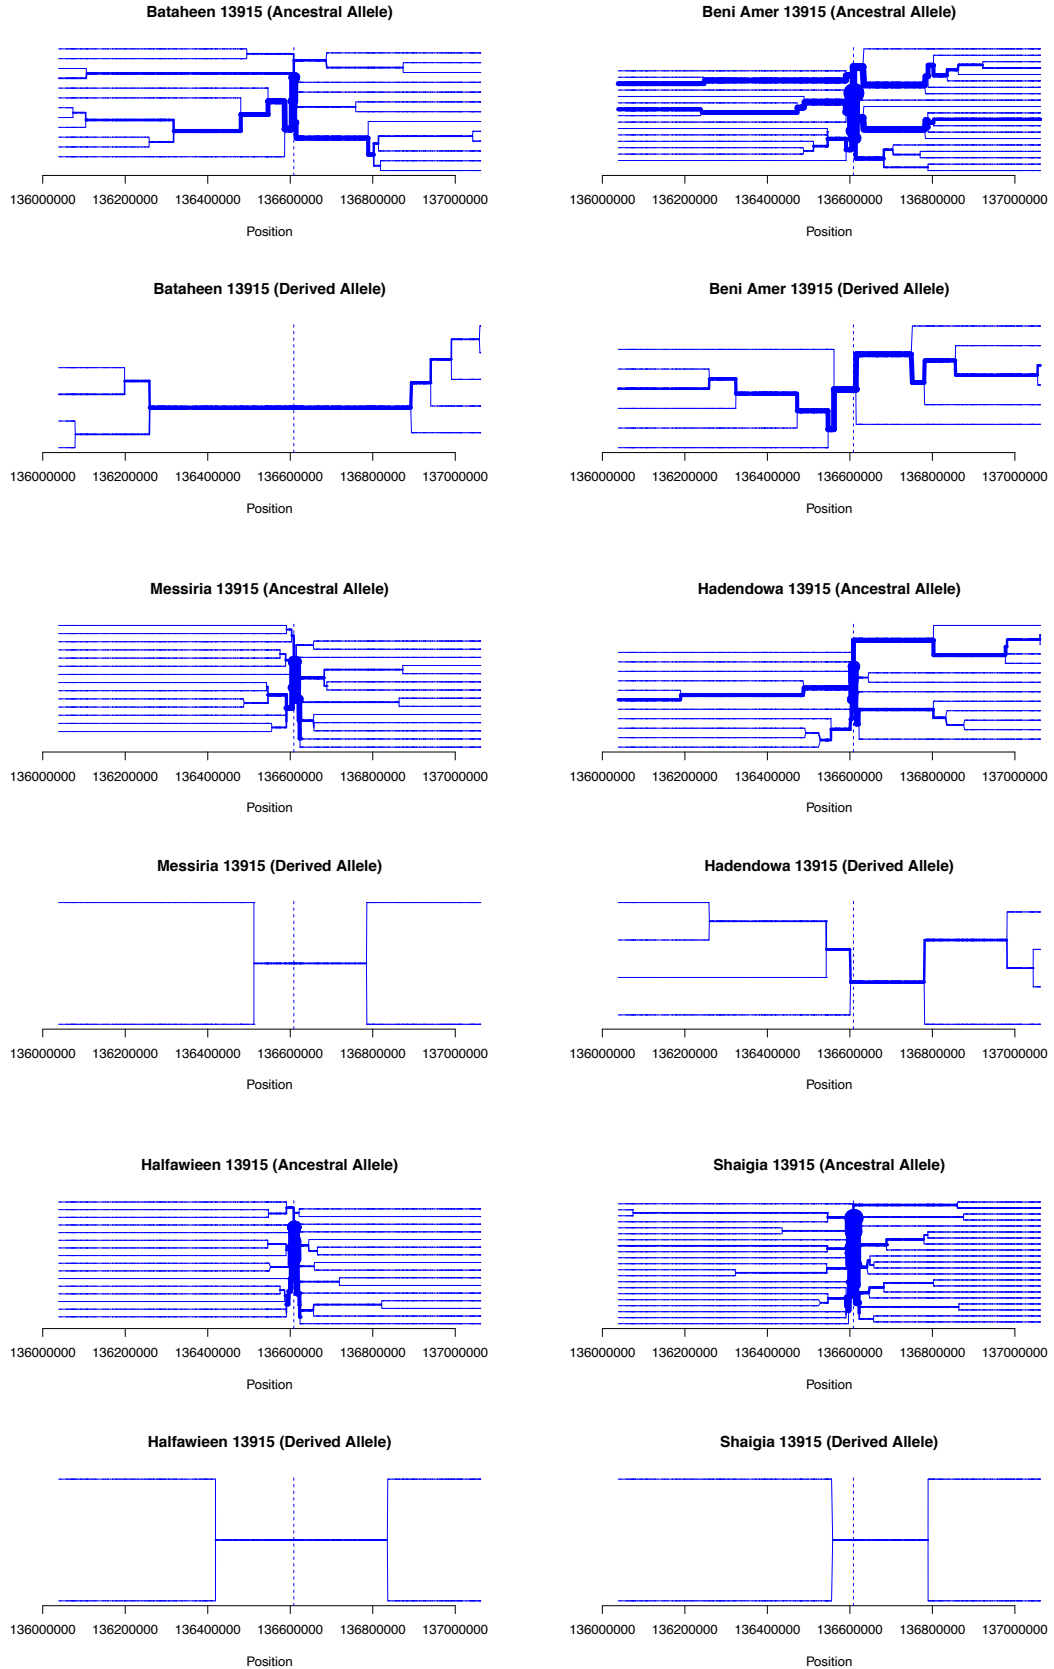 Bataheen 13915 (Ancestral Allele)
136000000 136200000 136400000 136600000 136800000 137000000
Position
Beni Amer 13915 (Ancestral Allele)
136000000 136200000 136400000 136600000 136800000 137000000
Position
Bataheen 13915 (Derived Allele)
136000000 136200000 136400000 136600000 136800000 137000000
Position
Beni Amer 13915 (Derived Allele)
136000000 136200000 136400000 136600000 136800000 137000000
Position
Messiria 13915 (Ancestral Allele)
136000000 136200000 136400000 136600000 136800000 137000000
Position
Hadendowa 13915 (Ancestral Allele)
136000000 136200000 136400000 136600000 136800000 137000000
Position
Messiria 13915 (Derived Allele)
136000000 136200000 136400000 136600000 136800000 137000000
Position
Hadendowa 13915 (Derived Allele)
136000000 136200000 136400000 136600000 136800000 137000000
Position
Halfawieen 13915 (Ancestral Allele)
136000000 136200000 136400000 136600000 136800000 137000000
Position
Shaigia 13915 (Ancestral Allele)
136000000 136200000 136400000 136600000 136800000 137000000
Position
Halfawieen 13915 (Derived Allele)
136000000 136200000 136400000 136600000 136800000 137000000
Position
Shaigia 13915 (Derived Allele)
136000000 136200000 136400000 136600000 136800000 137000000
Position